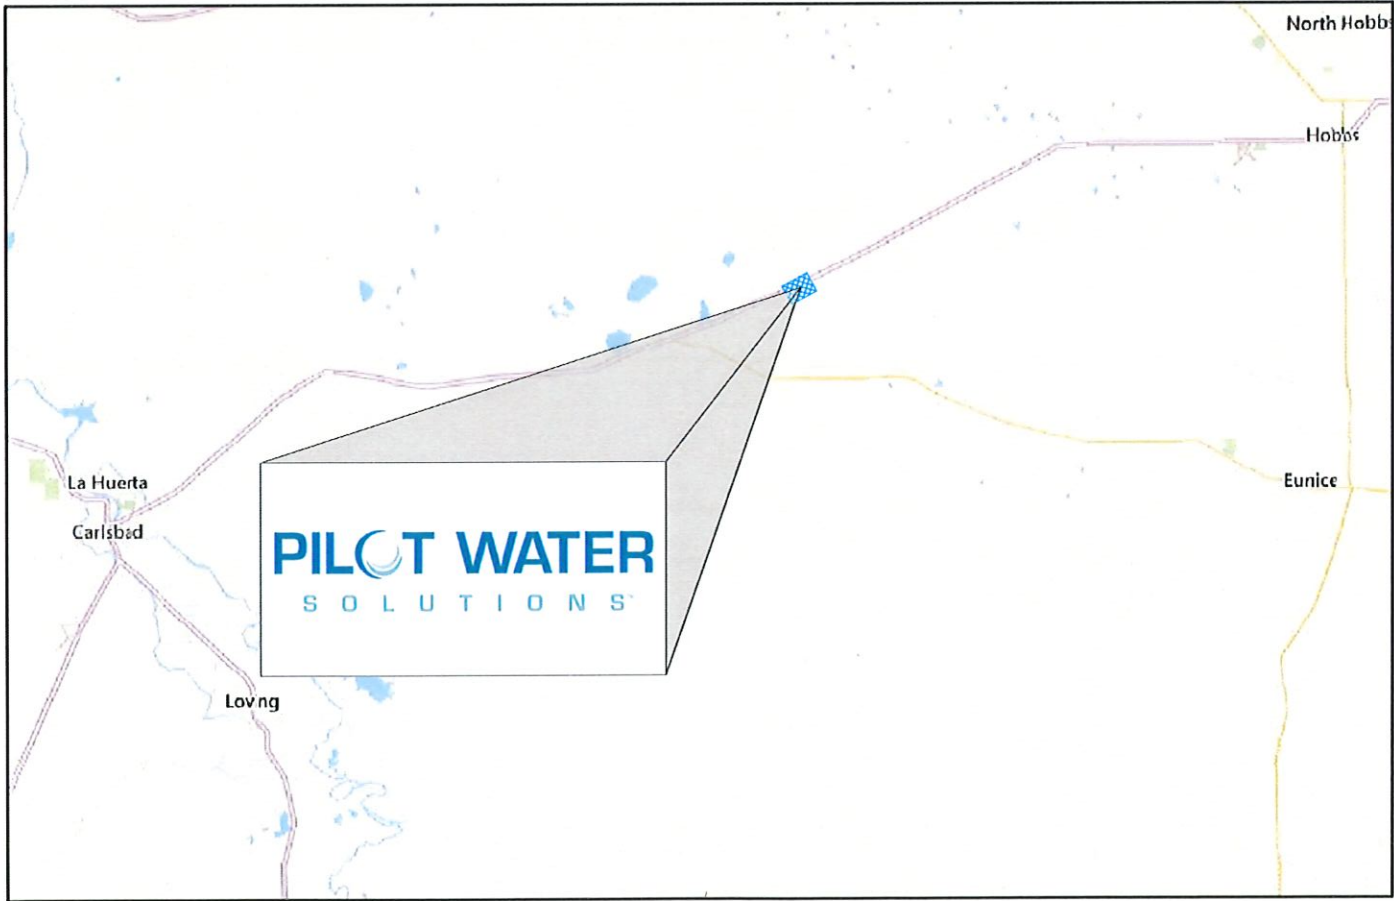 North Hobbs
Hobbs
La Huerta
Carlsbad
Eunice
PILOT WATER
SOLUTIONS
Loving